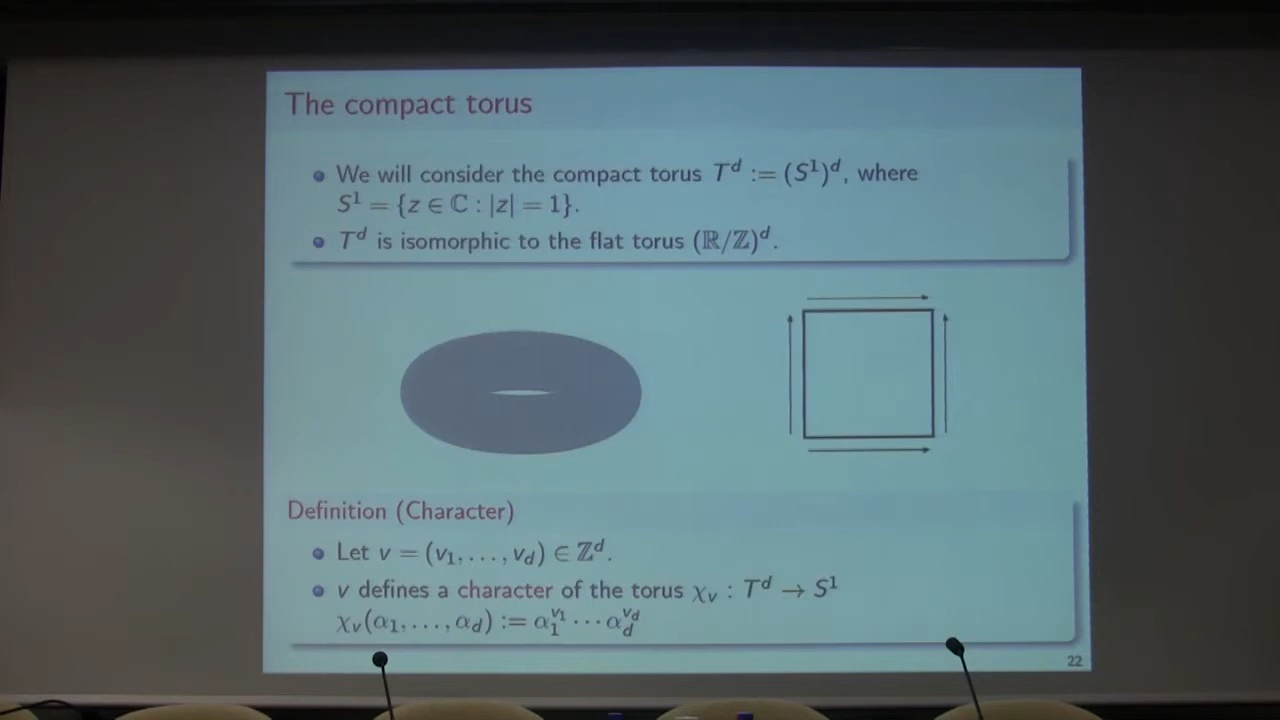 The compact torus
• We will consider the compact torus T^d := (S^1)^d, where
S^1 = {z ∈ ℂ : |z| = 1}.
• T^d is isomorphic to the flat torus (ℝ/ℤ)^d.
Definition (Character)
• Let v = (v_1, . . . , v_d) ∈ ℤ^d.
• v defines a character of the torus χ_v : T^d → S^1
χ_v(α_1, . . . , α_d) := α_1^{v_1} · · · α_d^{v_d}
22